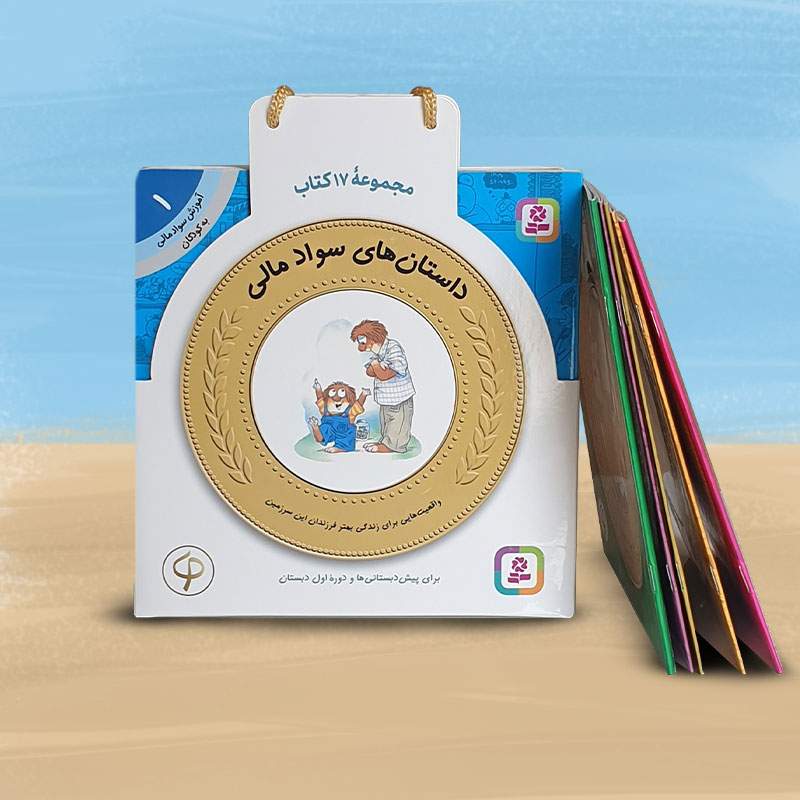 مجموعهٔ ۱۷ کتاب
۱
آموزش سواد مالی
به کودکان
داستان‌های سواد مالی
واقعیت‌هایی برای زندگی بهتر فرزندان این سرزمین
برای پیش‌دبستانی‌ها و دورهٔ اول دبستان